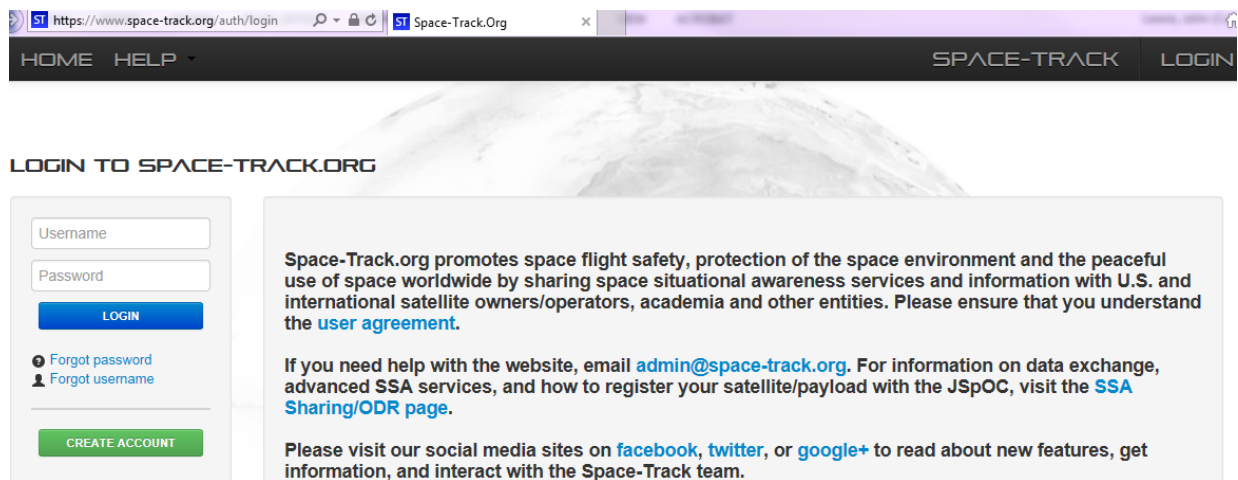 ST https://www.space-track.org/auth/login ST Space-Track.Org ×
HOME HELP SPACE-TRACK LOGIN
LOGIN TO SPACE-TRACK.ORG
Username
Password
LOGIN
Forgot password
Forgot username
CREATE ACCOUNT
Space-Track.org promotes space flight safety, protection of the space environment and the peaceful
use of space worldwide by sharing space situational awareness services and information with U.S. and
international satellite owners/operators, academia and other entities. Please ensure that you understand
the user agreement.
If you need help with the website, email admin@space-track.org. For information on data exchange,
advanced SSA services, and how to register your satellite/payload with the JSpOC, visit the SSA
Sharing/ODR page.
Please visit our social media sites on facebook, twitter, or google+ to read about new features, get
information, and interact with the Space-Track team.